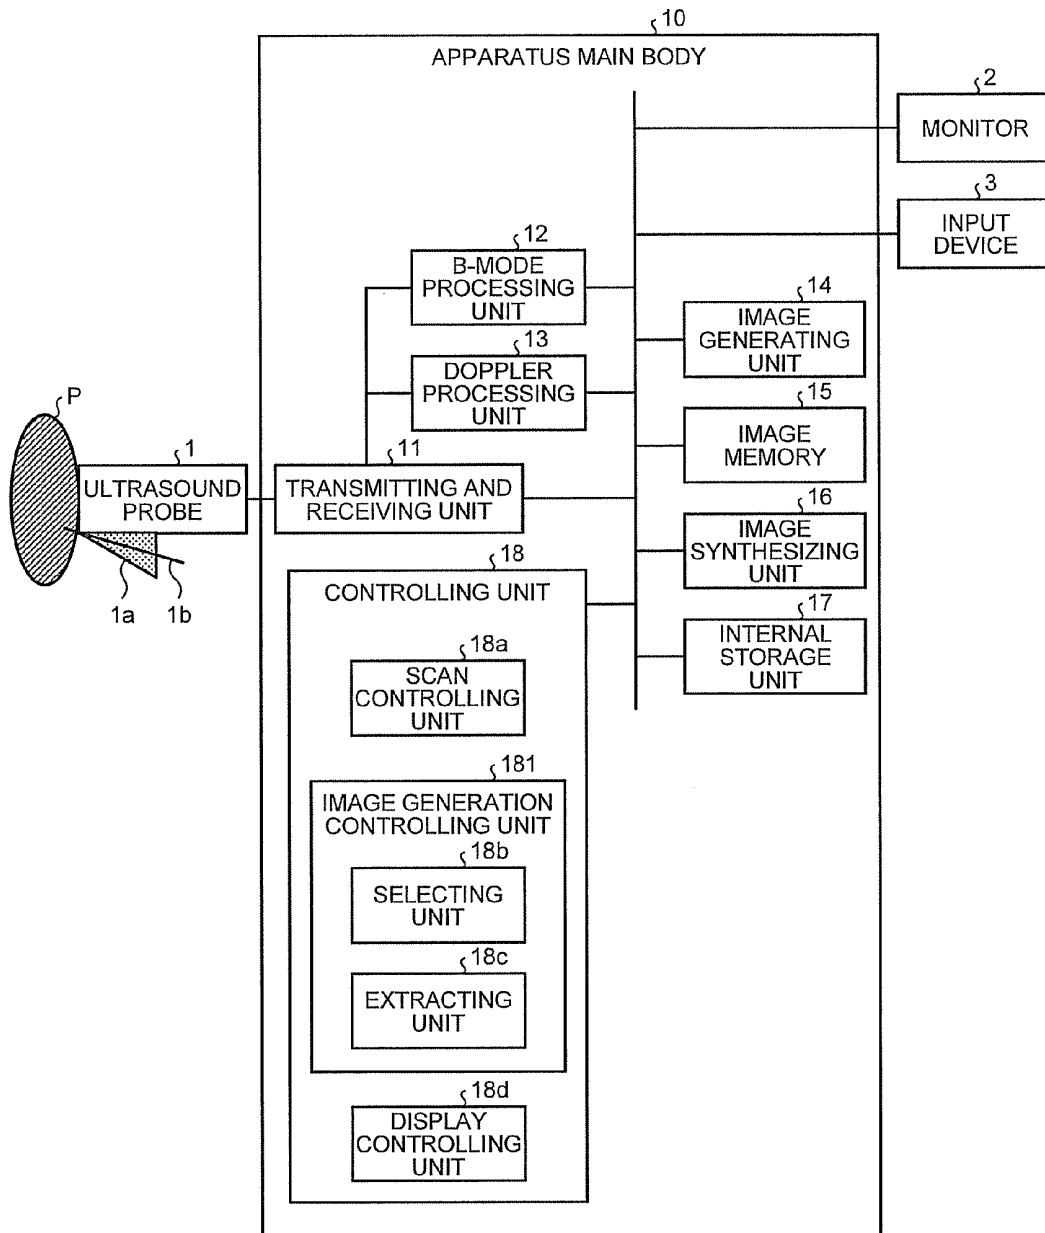 10
APPARATUS MAIN BODY
2
MONITOR
3
INPUT
DEVICE
12
B-MODE
PROCESSING
UNIT
14
IMAGE
GENERATING
UNIT
13
DOPPLER
PROCESSING
UNIT
15
IMAGE
MEMORY
P
1
ULTRASOUND
PROBE
11
TRANSMITTING AND
RECEIVING UNIT
16
IMAGE
SYNTHESIZING
UNIT
1a
1b
18
CONTROLLING UNIT
17
INTERNAL
STORAGE
UNIT
18a
SCAN
CONTROLLING
UNIT
181
IMAGE GENERATION
CONTROLLING UNIT
18b
SELECTING
UNIT
18c
EXTRACTING
UNIT
18d
DISPLAY
CONTROLLING
UNIT